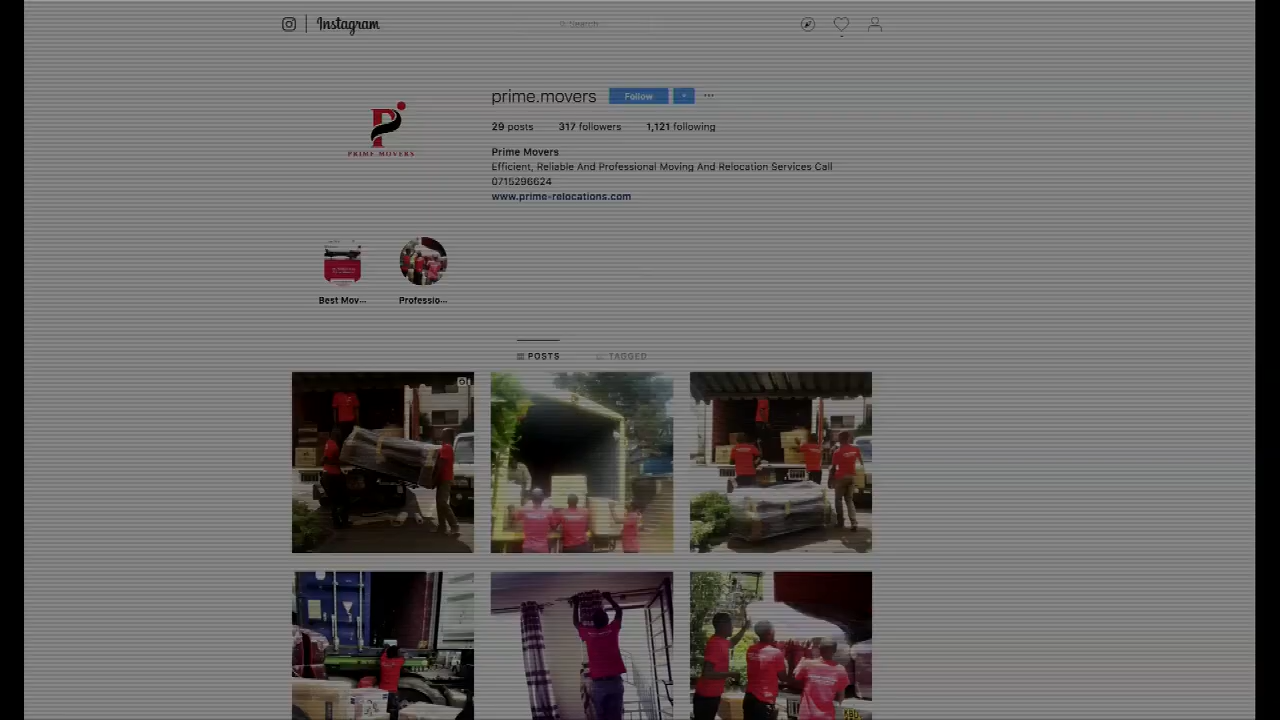 Instagram
Search
prime.movers Follow
29 posts 317 followers 1,121 following
Prime Movers
Efficient, Reliable And Professional Moving And Relocation Services Call
0715296624
www.prime-relocations.com
PRIME MOVERS
Best Mov... Professio...
POSTS TAGGED